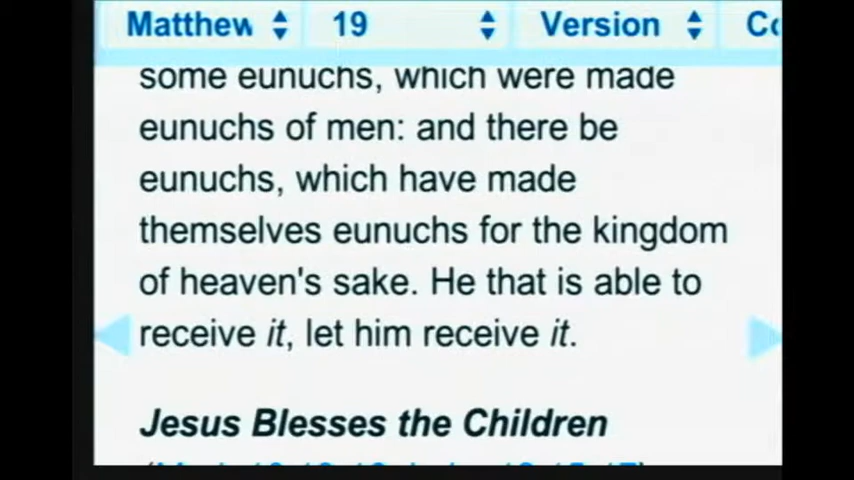 Matthew 19 Version
some eunuchs, which were made
eunuchs of men: and there be
eunuchs, which have made
themselves eunuchs for the kingdom
of heaven's sake. He that is able to
receive it, let him receive it.
Jesus Blesses the Children